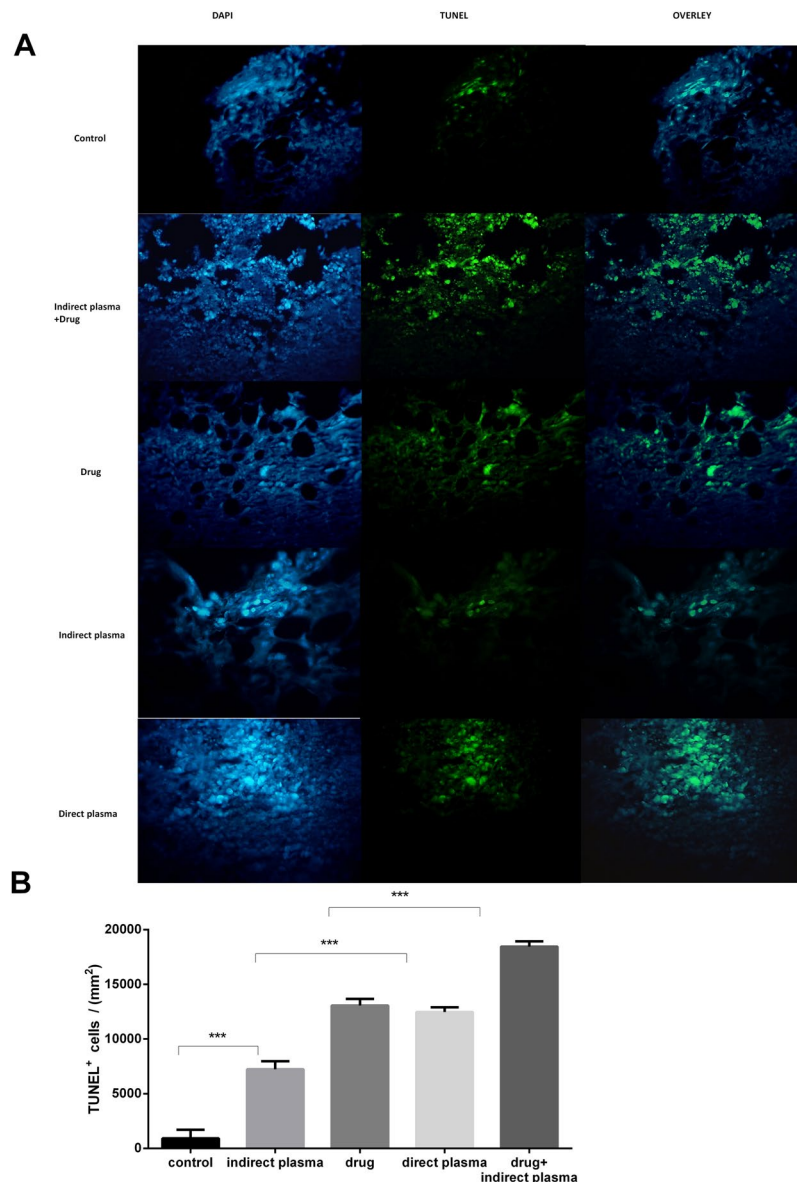 DAPI TUNEL OVERLEY
A
Control
Indirect plasma
+Drug
Drug
Indirect plasma
Direct plasma
B
***
***
***
TUNEL+ cells / (mm2)
20000
15000
10000
5000
0
control indirect plasma drug direct plasma drug+
indirect plasma